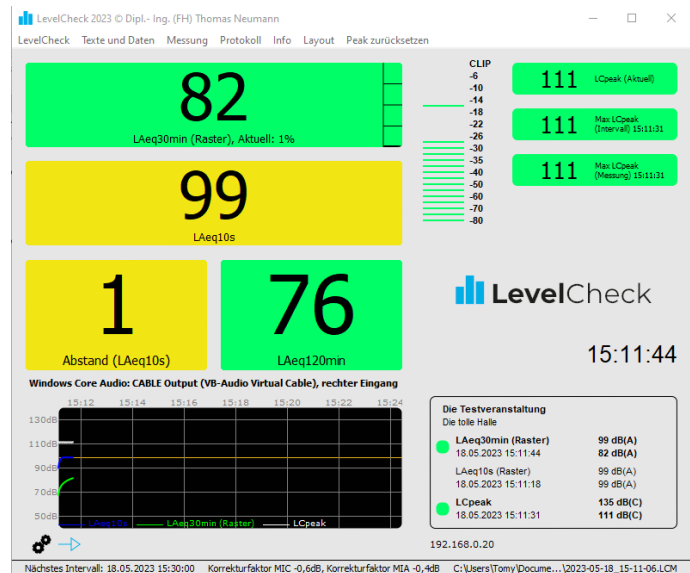 LevelCheck 2023 © Dipl.- Ing. (FH) Thomas Neumann
LevelCheck Texte und Daten Messung Protokoll Info Layout Peak zurücksetzen
82
LAeq30min (Raster), Aktuell: 1%
CLIP
-6
-10
-14
-18
-22
-26
-30
-35
-40
-50
-60
-70
-80
111 LCpeak (Aktuell)
111 Max LCpeak
(Intervall) 15:11:31
111 Max LCpeak
(Messung) 15:11:31
99
LAeq10s
1
Abstand (LAeq10s)
76
LAeq120min
LevelCheck
15:11:44
Windows Core Audio: CABLE Output (VB-Audio Virtual Cable), rechter Eingang
15:12 15:14 15:16 15:18 15:20 15:22 15:24
130dB
110dB
90dB
70dB
50dB
LAeq10s LAeq30min (Raster) LCpeak
Die Testveranstaltung
Die tolle Halle
LAeq30min (Raster) 99 dB(A)
18.05.2023 15:11:44 82 dB(A)
LAeq10s (Raster) 99 dB(A)
18.05.2023 15:11:18 99 dB(A)
LCpeak 135 dB(C)
18.05.2023 15:11:31 111 dB(C)
192.168.0.20
Nächstes Intervall: 18.05.2023 15:30:00 Korrekturfaktor MIC -0,6dB, Korrekturfaktor MIA -0,4dB C:\Users\Tomy\Docume...\2023-05-18_15-11-06.LCM